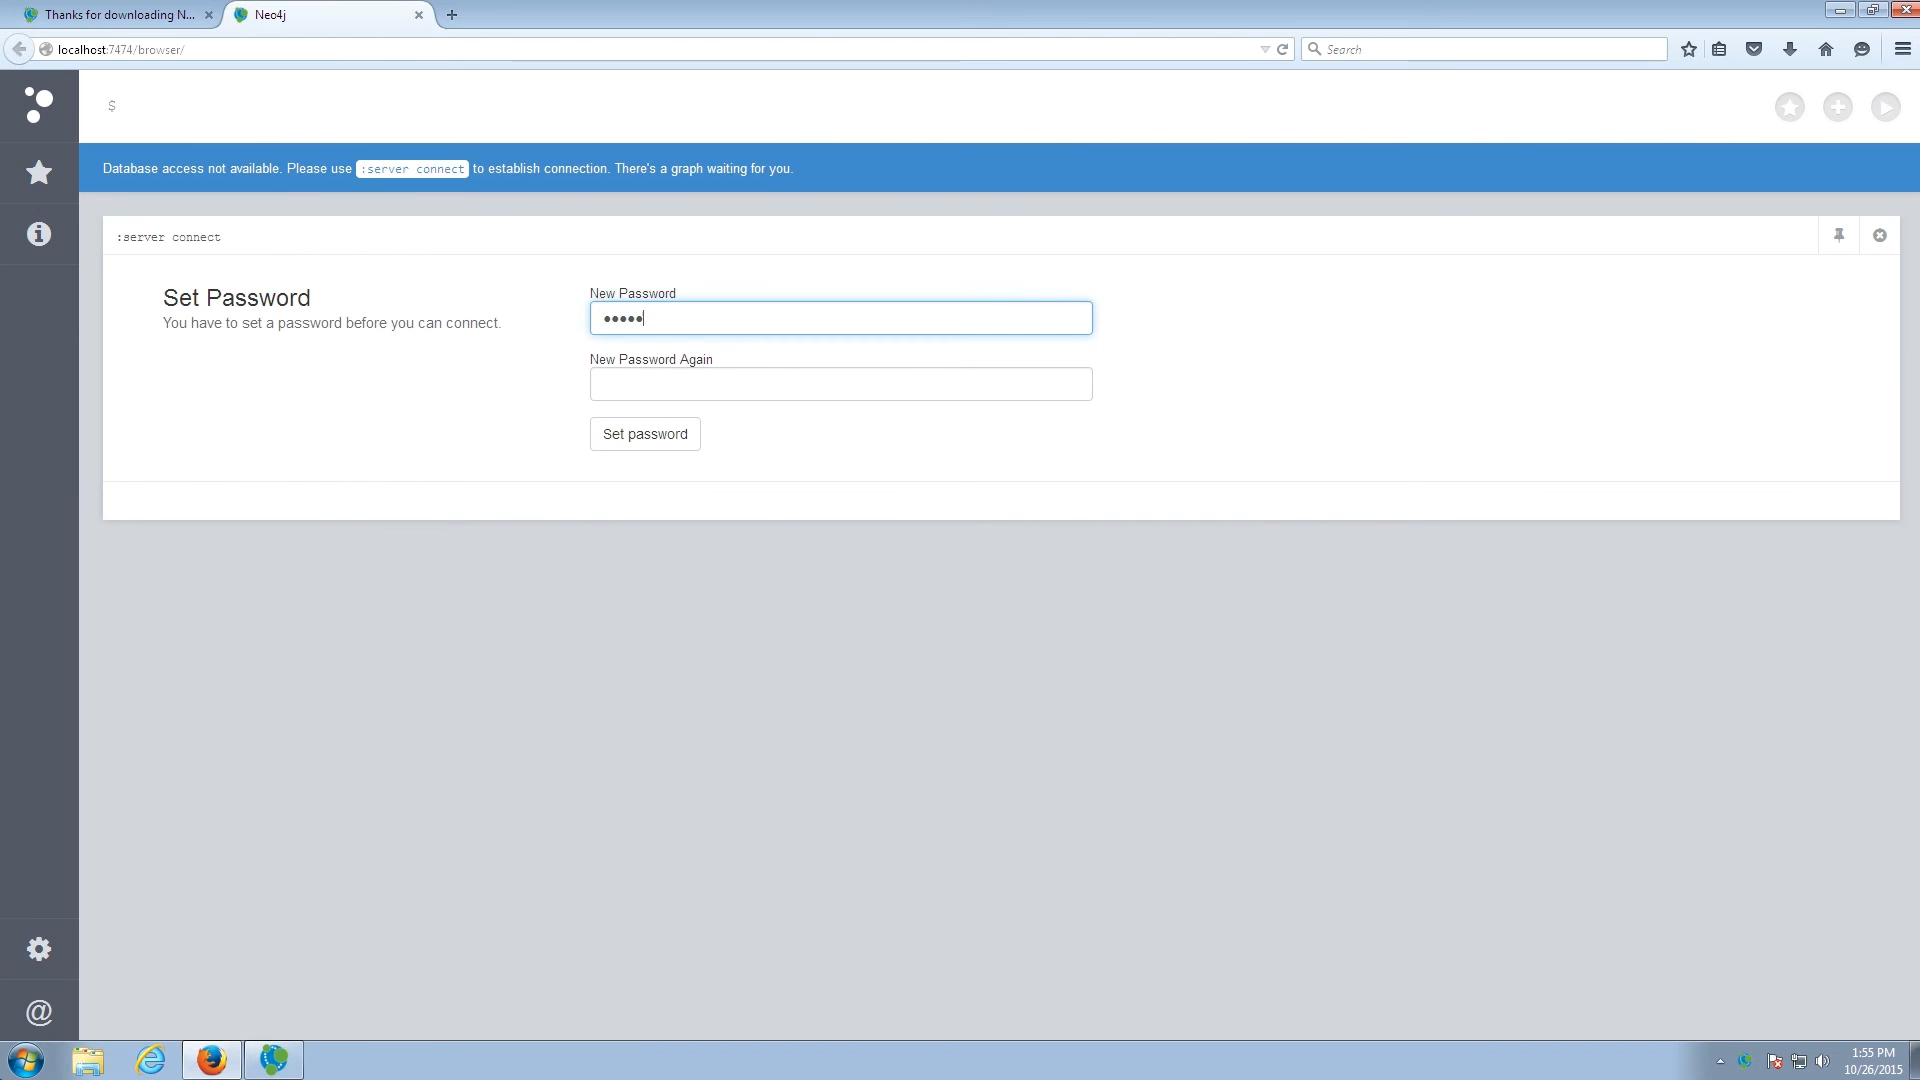 Thanks for downloading N...
Neo4j
localhost:7474/browser/
Search
$
Database access not available. Please use :server connect to establish connection. There's a graph waiting for you.
:server connect
Set Password
You have to set a password before you can connect.
New Password
•••••
New Password Again
Set password
@
1:55 PM
10/26/2015